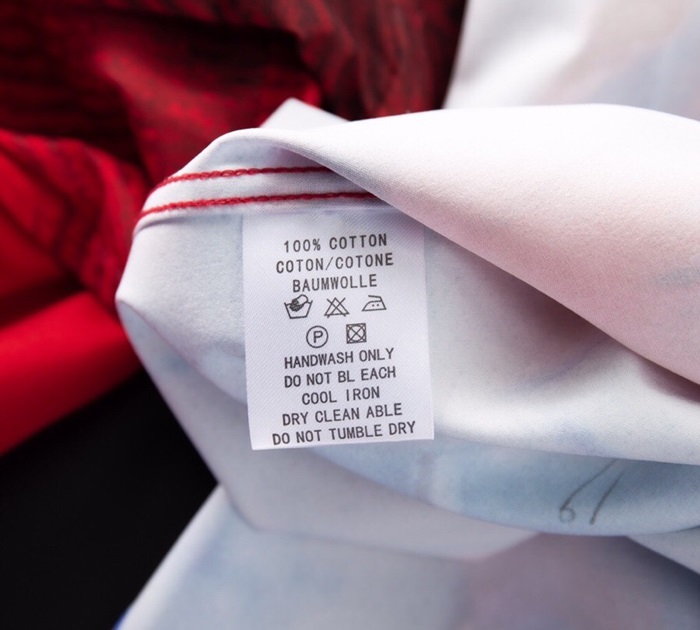 100% COTTON
COTON/COTONE
BAUMWOLLE
P
HANDWASH ONLY
DO NOT BL EACH
COOL IRON
DRY CLEAN ABLE
DO NOT TUMBLE DRY